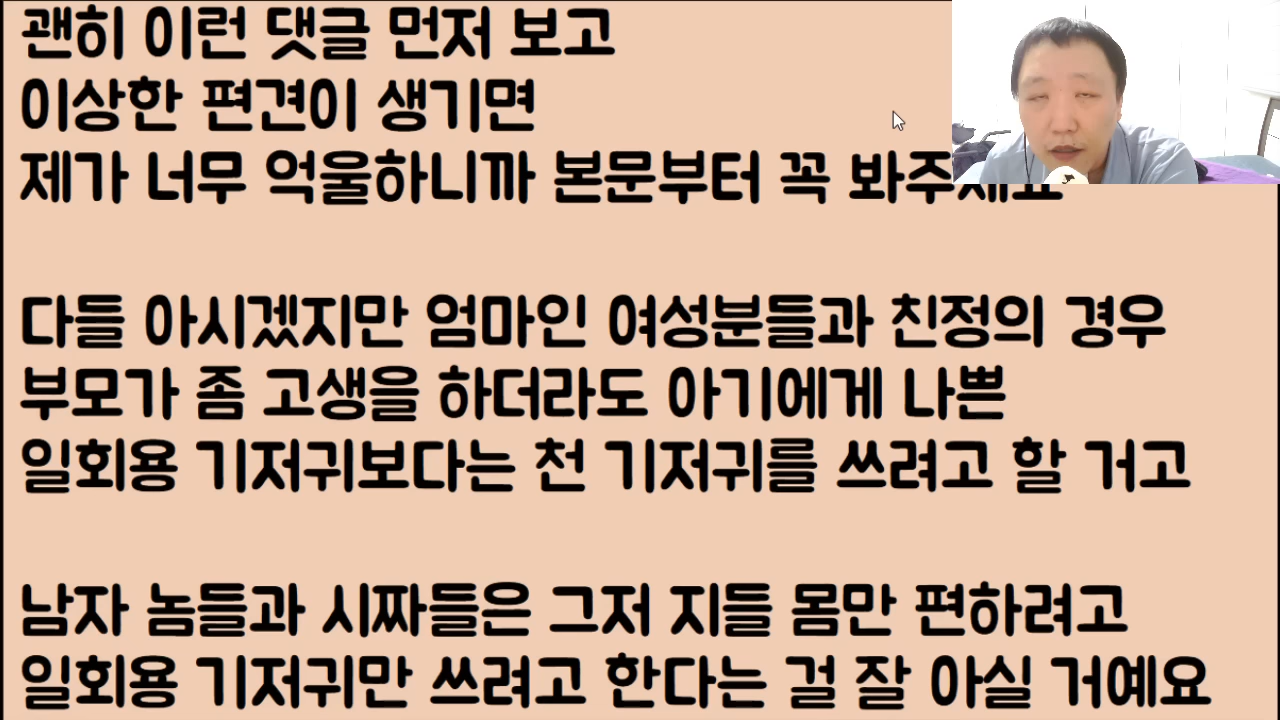 괜히 이런 댓글 먼저 보고
이상한 편견이 생기면
제가 너무 억울하니까 본문부터 꼭
다들 아시겠지만 엄마인 여성분들과 친정의 경우
부모가 좀 고생을 하더라도 아기에게 나쁜
일회용 기저귀보다는 천 기저귀를 쓰려고 할 거고
남자 놈들과 시짜들은 그저 지들 몸만 편하려고
일회용 기저귀만 쓰려고 한다는 걸 잘 아실 거예요